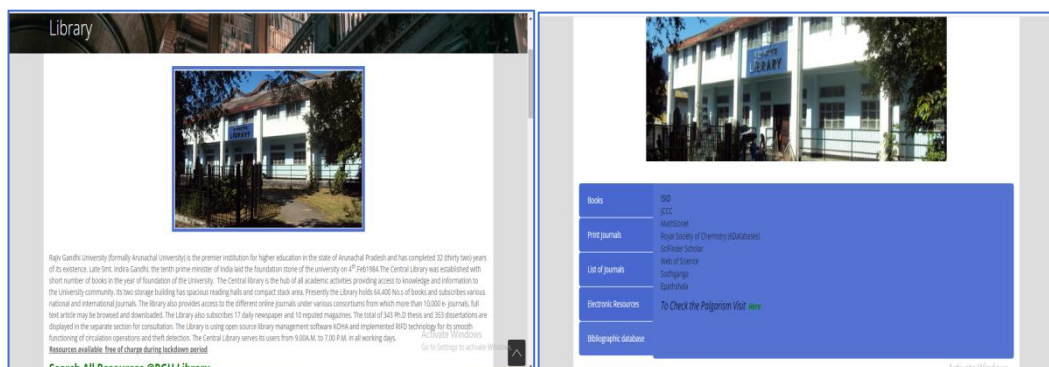 Library
LIBRARY
Rajiv Gandhi University (formally Arunachal University) is the premier institution for higher education in the state of Arunachal Pradesh and has completed 32 (thirty two) years
of its existence. Late Smt. Indira Gandhi, the tenth prime minister of India laid the foundation stone of the university on 4th Feb1984.The Central Library was established with
short number of books in the year of foundation of the University. The Central library is the hub of all academic activities providing access to knowledge and information to
the University community. Its two storage building has spacious reading halls and compact stack area. Presently the Library holds 64,400 No.s of books and subscribes various
national and international journals. The library also provides access to the different online journals under various consortiums from which more than 10,000 e- journals, full
text article may be browsed and downloaded. The Library also subscribes 17 daily newspaper and 10 reputed magazines. The total of 343 Ph.D thesis and 353 dissertations are
displayed in the separate section for consultation. The Library is using open source library management software KOHA and implemented RIFD technology for its smooth
functioning of circulation operations and theft detection. The Central Library serves its users from 9.00A.M. to 7.00 P.M. in all working days.
Resources available free of charge during lockdown period
Search All Resources @RGU Library
Activate Windows
Go to Settings to activate
LIBRARY
Books
Print Journals
List of Journals
Electronic Resources
Bibliographic database
ISID
JCCC
MathScinet
Royal Society of Chemistry (6Databases)
SciFinder Scholar
Web of Science
Sodhganga
Epathshala
To Check the Palgarism Visit Here
Activate Windows